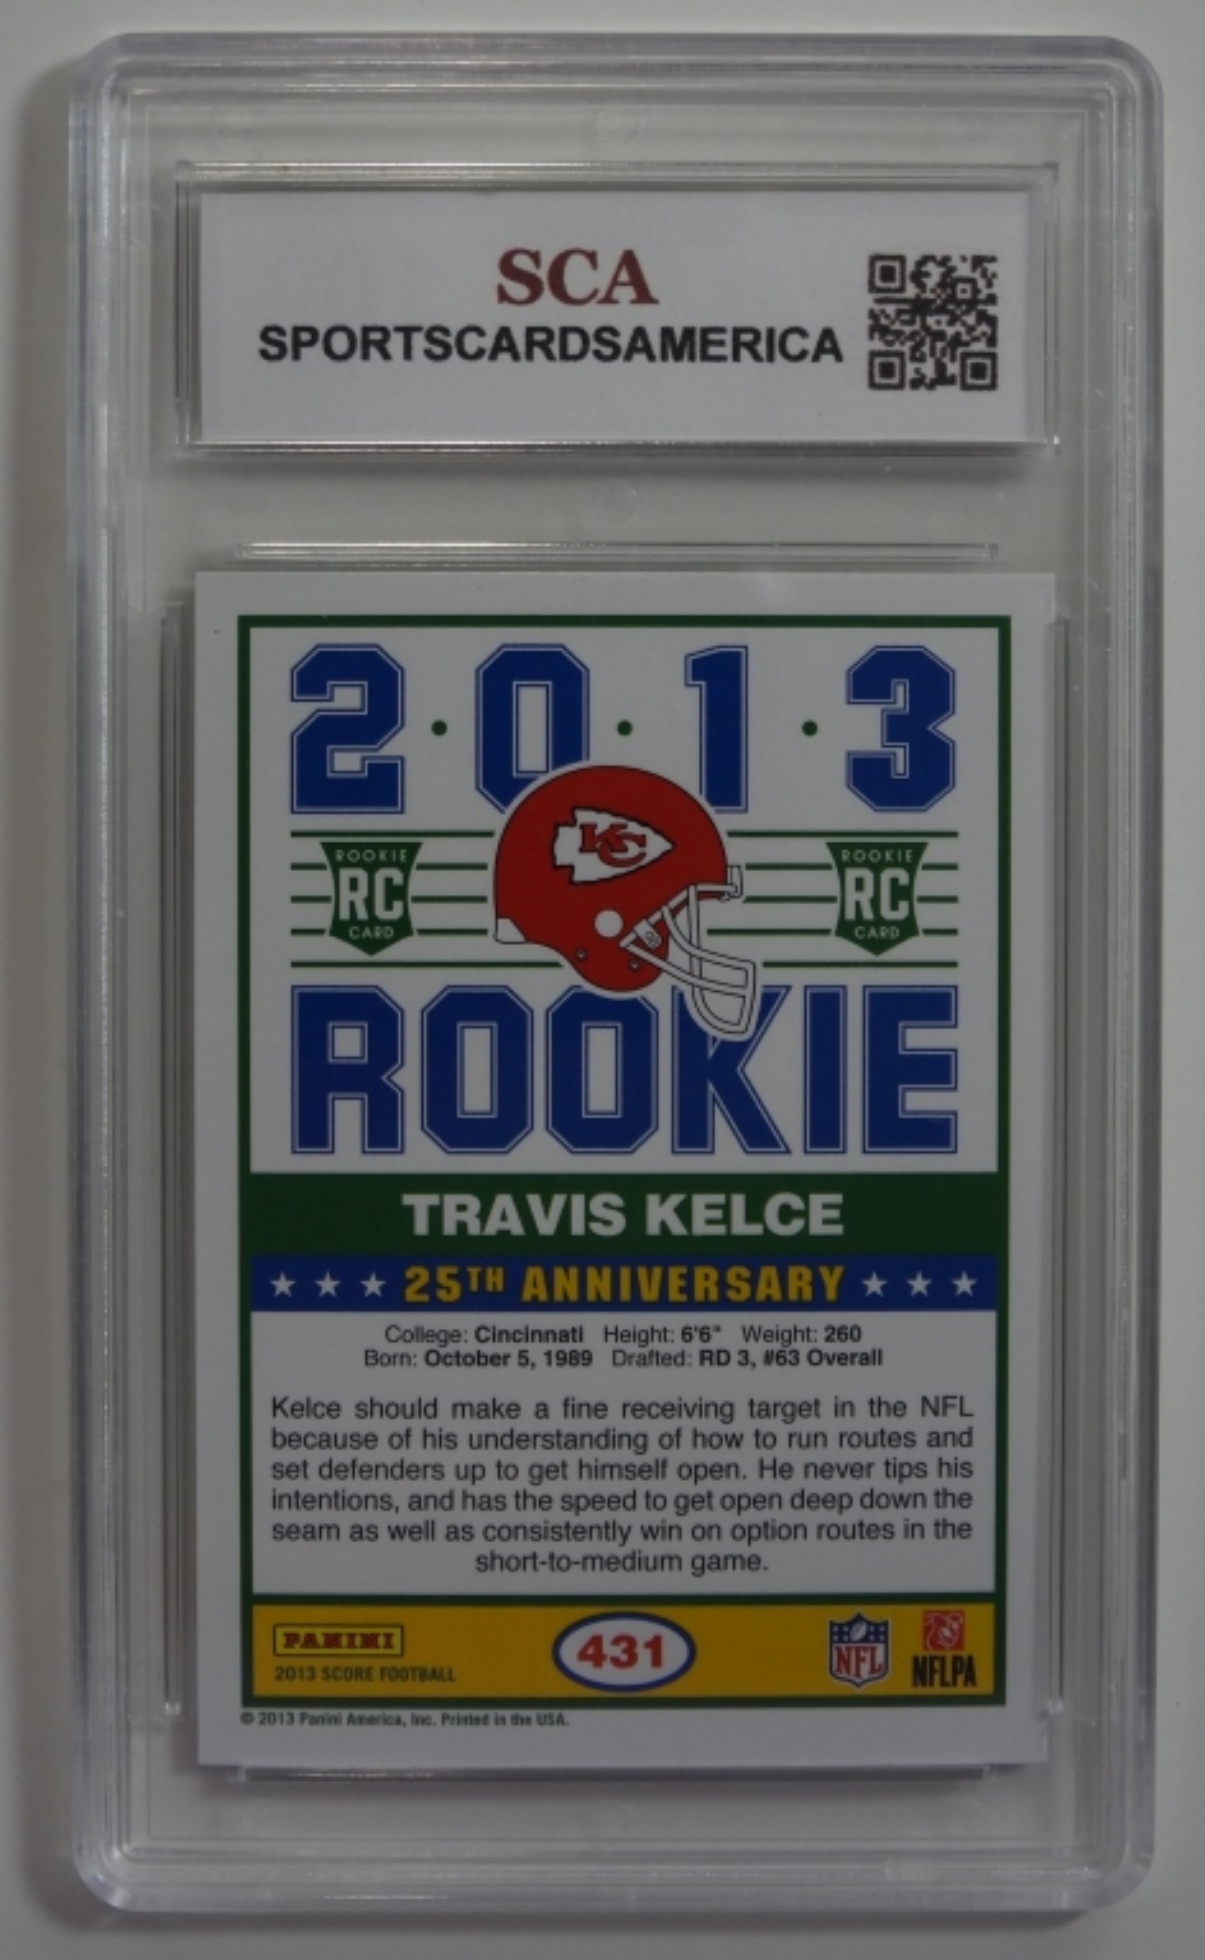 SCA
SPORTSCARDSAMERICA
2·0·1·3
KC
ROOKIE
RC
CARD
ROOKIE
RC
CARD
ROOKIE
TRAVIS KELCE
★ ★ ★ 25TH ANNIVERSARY ★ ★ ★
College: Cincinnati Height: 6'6" Weight: 260
Born: October 5, 1989 Drafted: RD 3, #63 Overall
Kelce should make a fine receiving target in the NFL
because of his understanding of how to run routes and
set defenders up to get himself open. He never tips his
intentions, and has the speed to get open deep down the
seam as well as consistently win on option routes in the
short-to-medium game.
PANINI
2013 SCORE FOOTBALL
431
NFL
NFLPA
© 2013 Panini America, Inc. Printed in the USA.